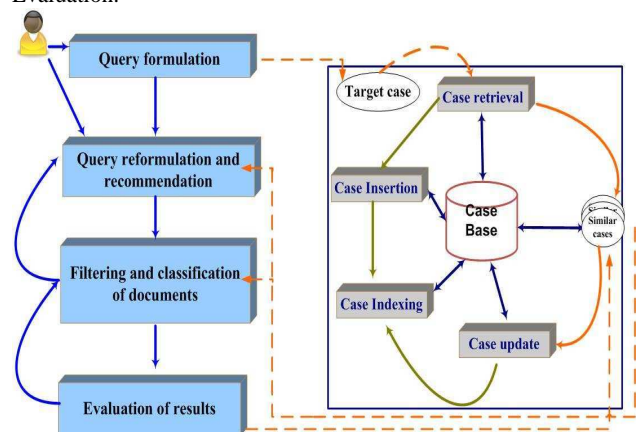 Evaluation.
Query formulation
Target case
Case retrieval
Query reformulation and
recommendation
Case Insertion
Case
Base
Similar
cases
Filtering and classification
of documents
Case Indexing
Case update
Evaluation of results